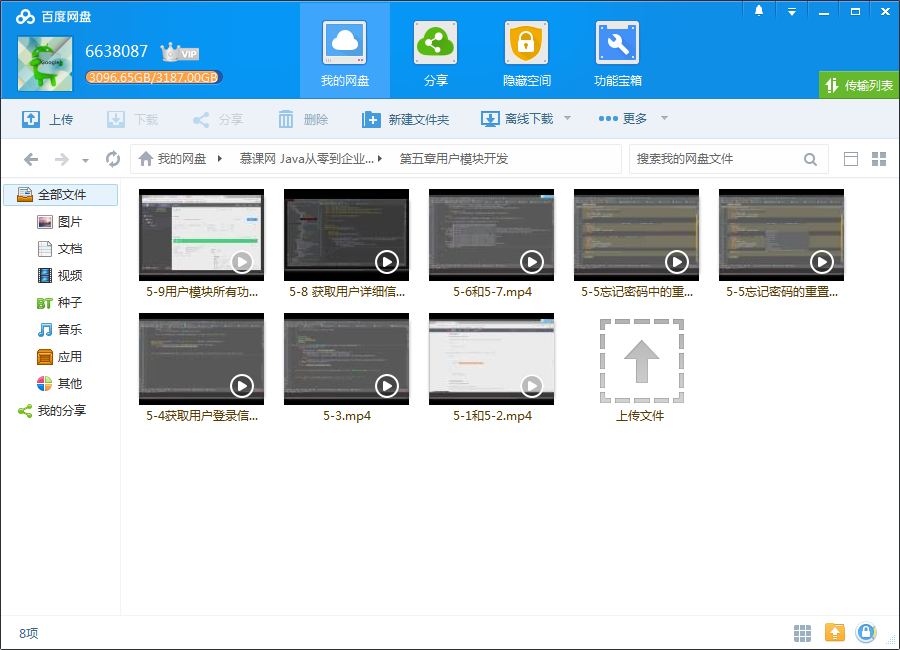 百度网盘
6638087 VIP
3096.65GB/3187.00GB
我的网盘 分享 隐藏空间 功能宝箱
传输列表
上传 下载 分享 删除 新建文件夹 离线下载 更多
我的网盘 慕课网 Java从零到企业... 第五章用户模块开发 搜索我的网盘文件
全部文件
图片
文档
视频
BT 种子
音乐
应用
其他
我的分享
5-9用户模块所有功... 5-8 获取用户详细信... 5-6和5-7.mp4 5-5忘记密码中的重... 5-5忘记密码的重置...
5-4获取用户登录信... 5-3.mp4 5-1和5-2.mp4 上传文件
8项